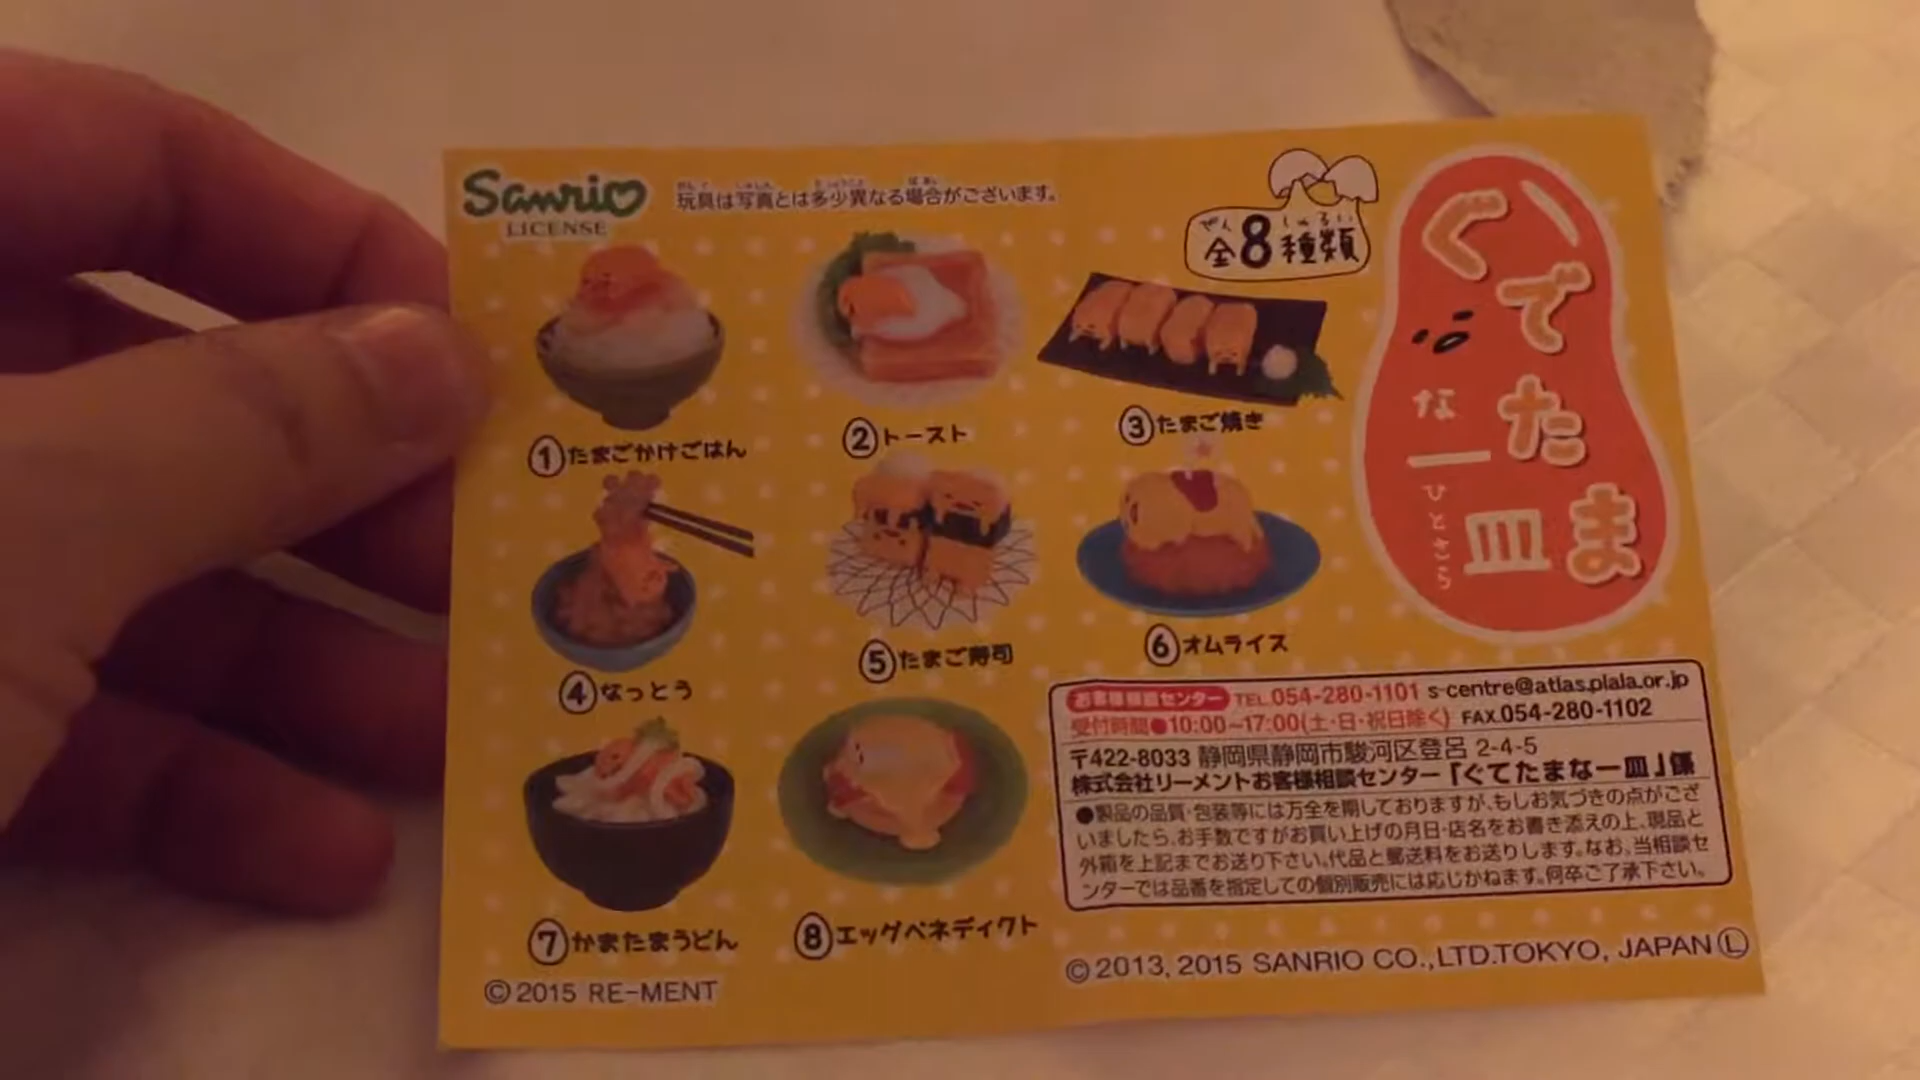 Sanrio
LICENSE
玩具は写真とは多少異なる場合がございます。
ぜん しゅるい
全8種類
ぐでたま
な一皿
ひとさら
①たまごかけごはん
②トースト
③たまご焼き
④なっとう
⑤たまご寿司
⑥オムライス
⑦かまたまうどん
⑧エッグベネディクト
お客様相談センター TEL.054-280-1101 s-centre@atlas.plala.or.jp
受付時間●10:00~17:00(土・日・祝日除く) FAX.054-280-1102
〒422-8033 静岡県静岡市駿河区登呂 2-4-5
株式会社リーメントお客様相談センター「ぐでたまな一皿」係
●製品の品質・包装等には万全を期しておりますが、もしお気づきの点がござ
いましたら、お手数ですがお買い上げの月日・店名をお書き添えの上、現品と
外箱を上記までお送り下さい。代品と郵送料をお送りします。なお、当相談セ
ンターでは品番を指定しての個別販売には応じかねます。何卒ご了承下さい。
©2015 RE-MENT
©2013, 2015 SANRIO CO.,LTD.TOKYO, JAPAN Ⓛ